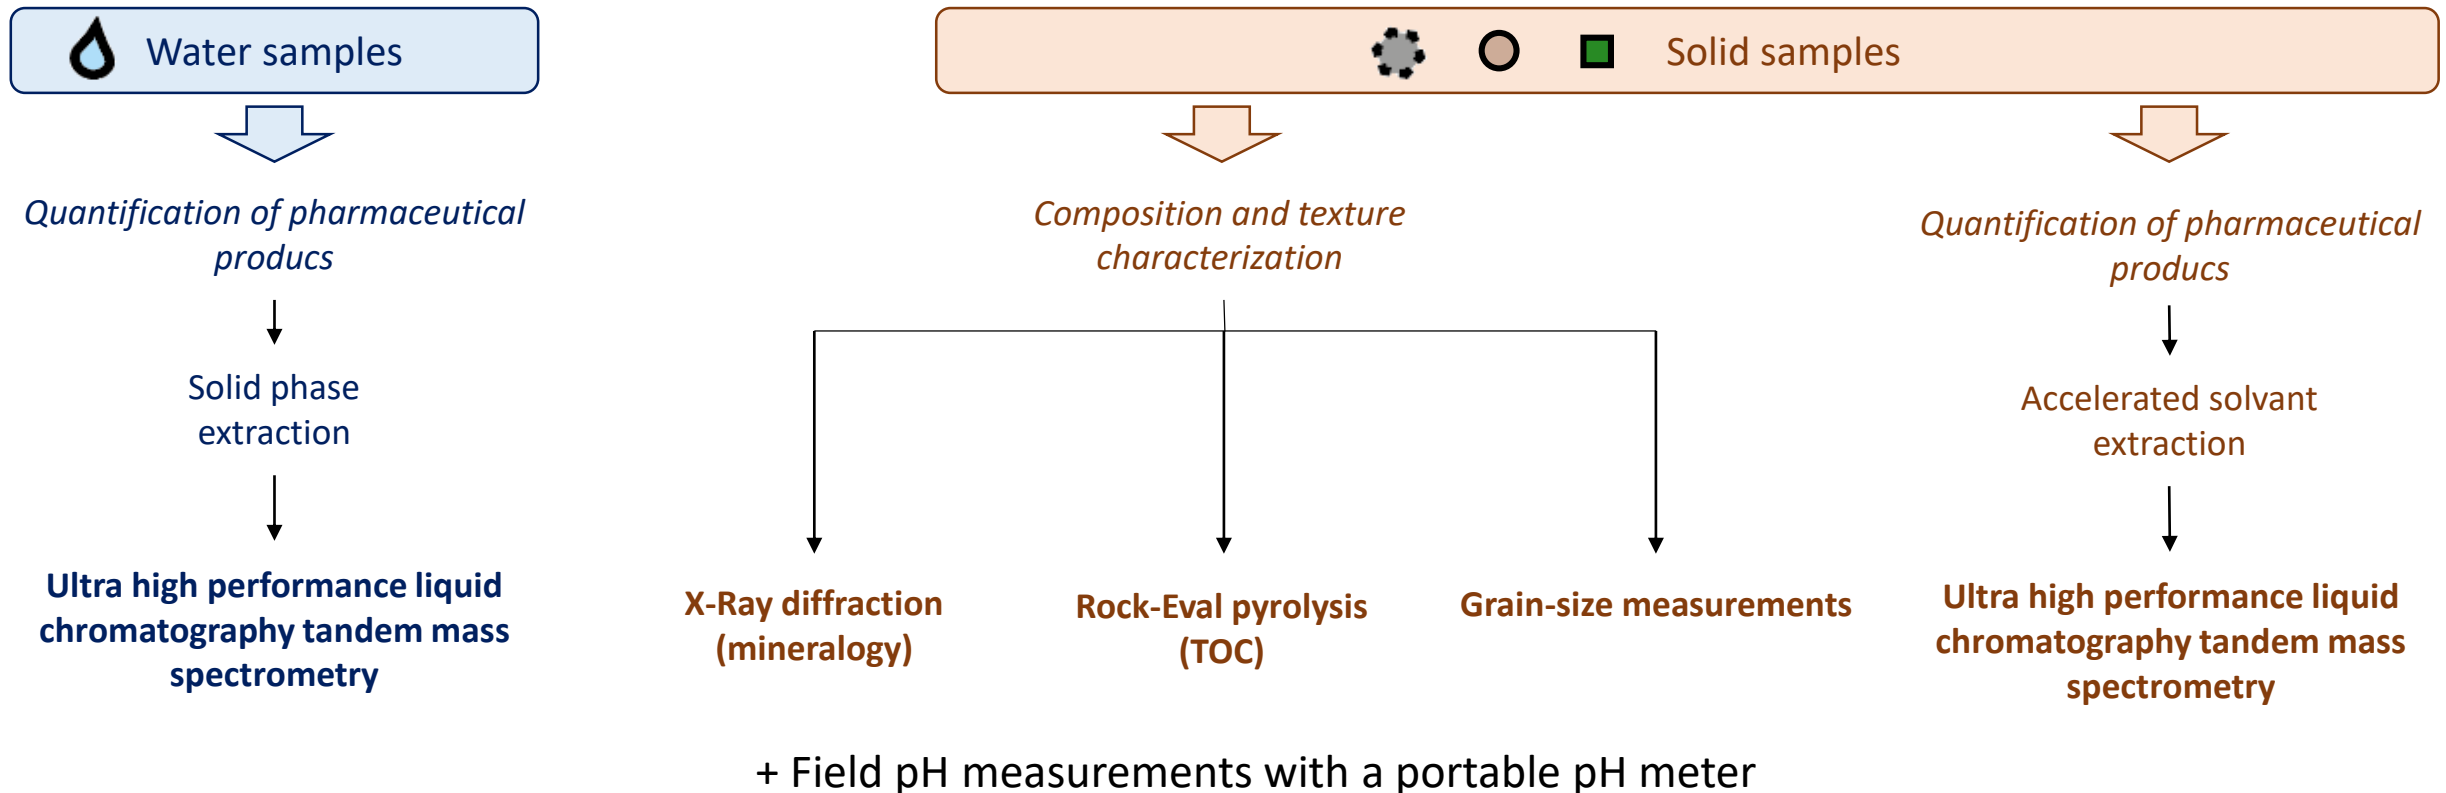 Water samples
Solid samples
Quantification of pharmaceutical
producs
Composition and texture
characterization
Quantification of pharmaceutical
producs
Solid phase
extraction
Accelerated solvant
extraction
Ultra high performance liquid
chromatography tandem mass
spectrometry
X-Ray diffraction
(mineralogy)
Rock-Eval pyrolysis
(TOC)
Grain-size measurements
Ultra high performance liquid
chromatography tandem mass
spectrometry
+ Field pH measurements with a portable pH meter